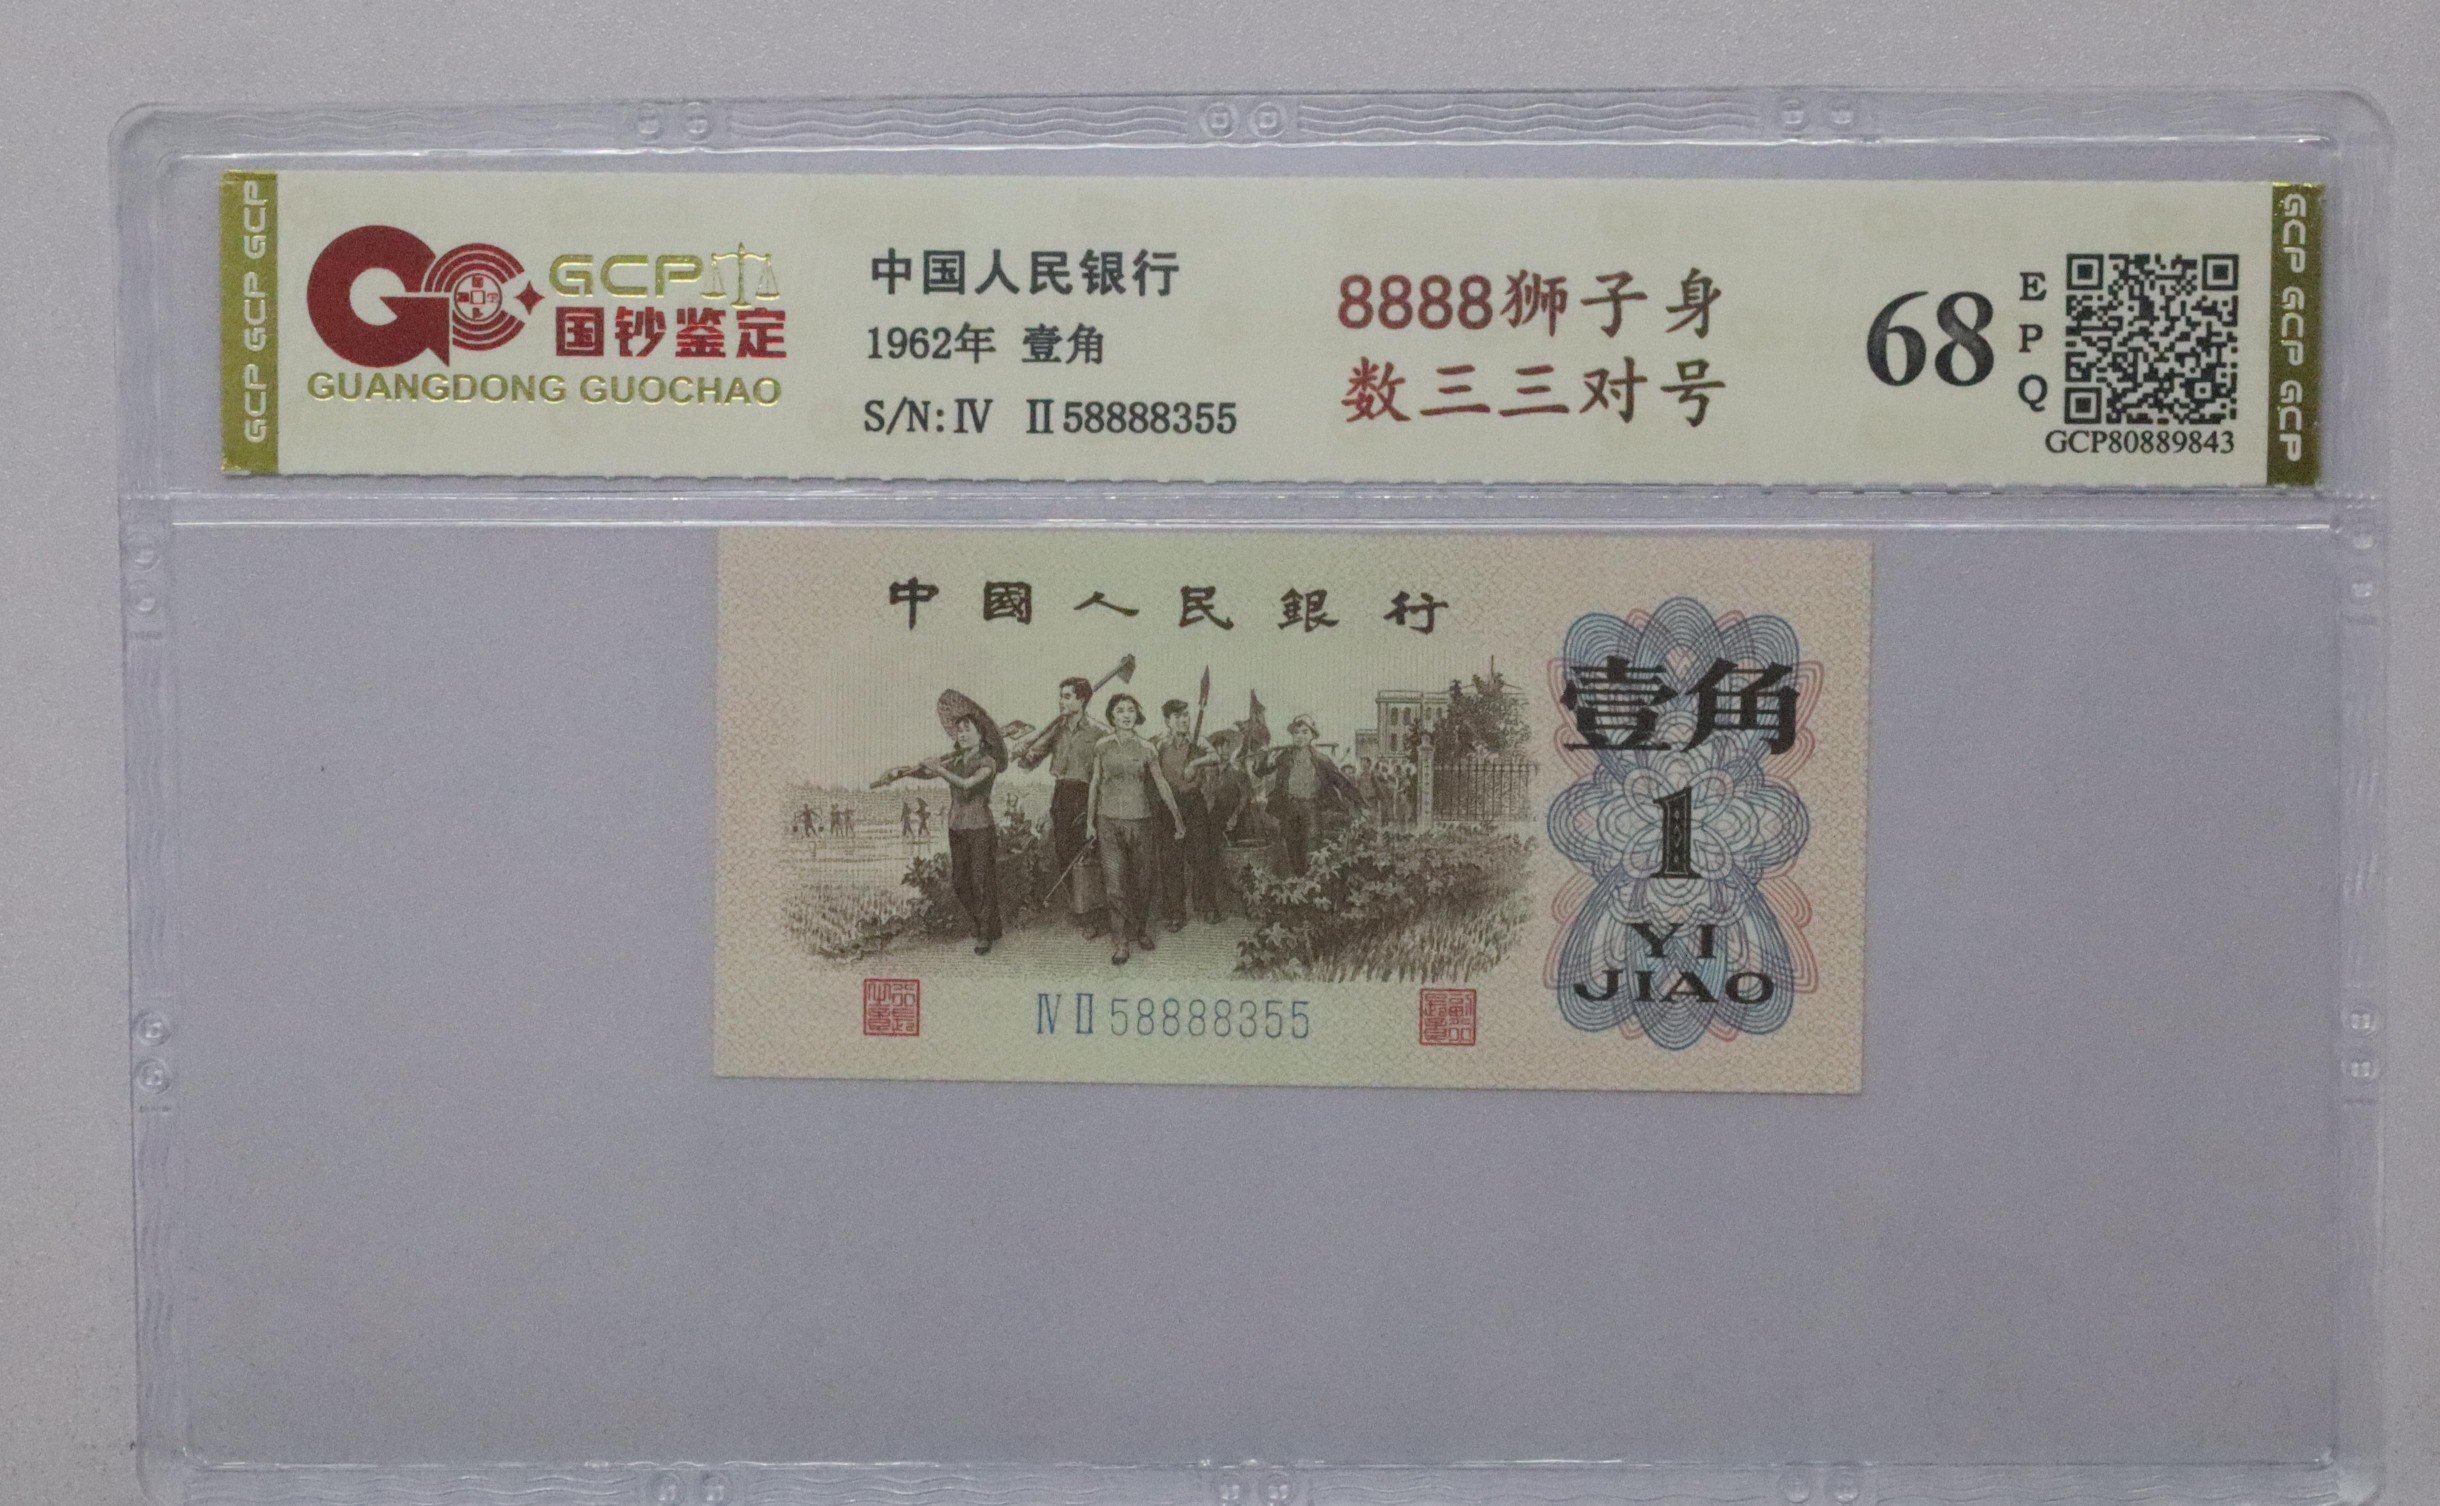 GCP GCP GCP
GCP
国钞鉴定
GUANGDONG GUOCHAO
中国人民银行
1962年 壹角
S/N:Ⅳ Ⅱ58888355
8888狮子身
数三三对号
68
EPQ
GCP80889843
GCP GCP GCP
中國人民銀行
壹角
1
YI
JIAO
ⅣⅡ58888355